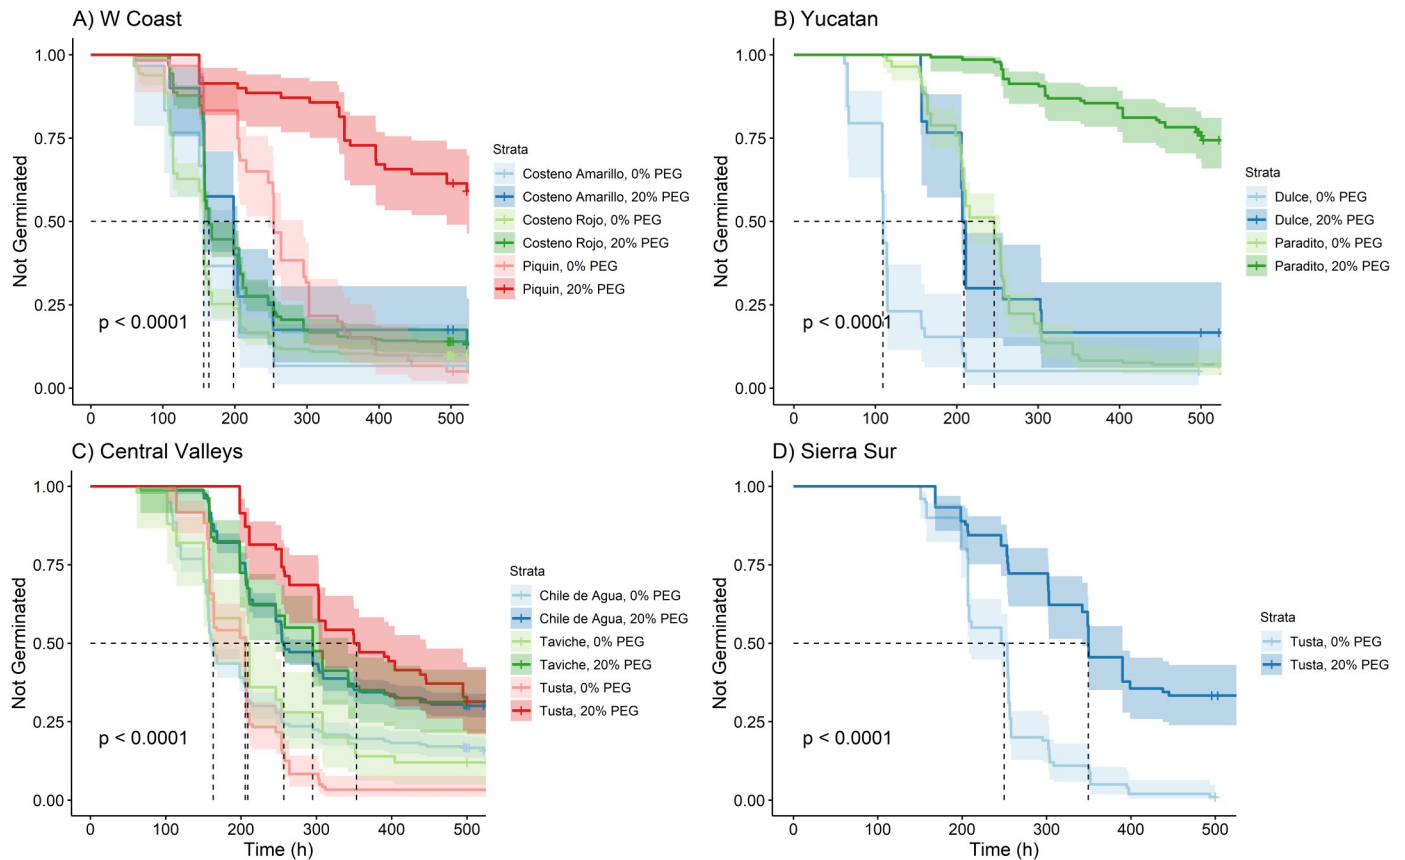 A) W Coast
Not Germinated
1.00
0.75
0.50
0.25
0.00
p < 0.0001
0 100 200 300 400 500
Strata
Costeno Amarillo, 0% PEG
Costeno Amarillo, 20% PEG
Costeno Rojo, 0% PEG
Costeno Rojo, 20% PEG
Piquin, 0% PEG
Piquin, 20% PEG
B) Yucatan
Not Germinated
1.00
0.75
0.50
0.25
0.00
p < 0.0001
0 100 200 300 400 500
Strata
Dulce, 0% PEG
Dulce, 20% PEG
Paradito, 0% PEG
Paradito, 20% PEG
C) Central Valleys
Not Germinated
1.00
0.75
0.50
0.25
0.00
p < 0.0001
0 100 200 300 400 500
Time (h)
Strata
Chile de Agua, 0% PEG
Chile de Agua, 20% PEG
Taviche, 0% PEG
Taviche, 20% PEG
Tusta, 0% PEG
Tusta, 20% PEG
D) Sierra Sur
Not Germinated
1.00
0.75
0.50
0.25
0.00
p < 0.0001
0 100 200 300 400 500
Time (h)
Strata
Tusta, 0% PEG
Tusta, 20% PEG